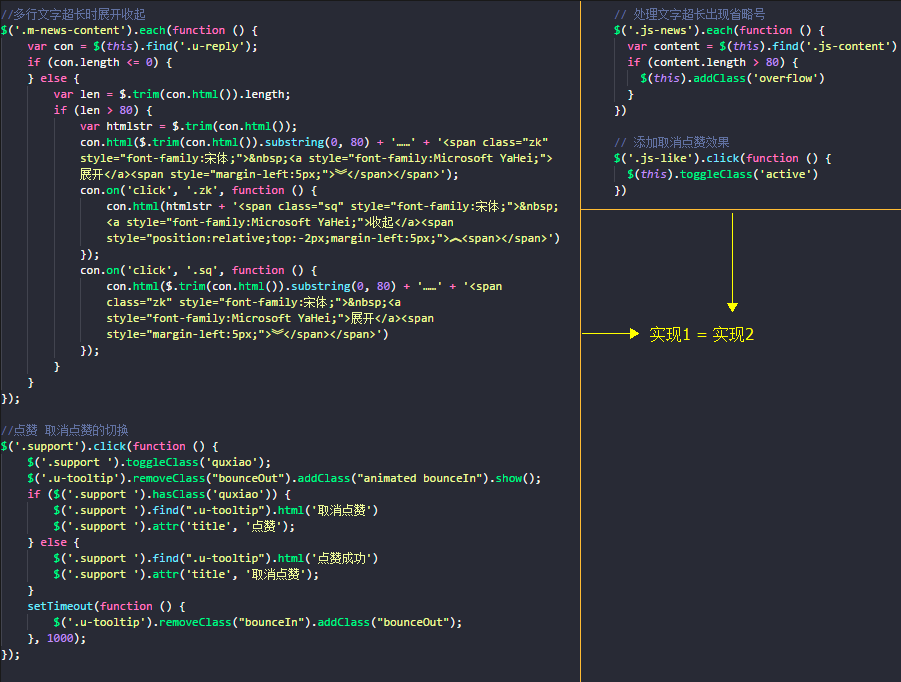 //多行文字超长时展开收起
$('.m-news-content').each(function () {
var con = $(this).find('.u-reply');
if (con.length <= 0) {
} else {
var len = $.trim(con.html()).length;
if (len > 80) {
var htmlstr = $.trim(con.html());
con.html($.trim(con.html()).substring(0, 80) + '……' + '<span class="zk"
style="font-family:宋体;">&nbsp;<a style="font-family:Microsoft YaHei;">
展开</a><span style="margin-left:5px;">︾</span></span>');
con.on('click', '.zk', function () {
con.html(htmlstr + '<span class="sq" style="font-family:宋体;">&nbsp;
<a style="font-family:Microsoft YaHei;">收起</a><span
style="position:relative;top:-2px;margin-left:5px;">︽<span></span>')
});
con.on('click', '.sq', function () {
con.html($.trim(con.html()).substring(0, 80) + '……' + '<span
class="zk" style="font-family:宋体;">&nbsp;<a
style="font-family:Microsoft YaHei;">展开</a><span
style="margin-left:5px;">︾</span></span>')
});
}
}
});
//点赞 取消点赞的切换
$('.support').click(function () {
$('.support ').toggleClass('quxiao');
$('.u-tooltip').removeClass("bounceOut").addClass("animated bounceIn").show();
if ($('.support ').hasClass('quxiao')) {
$('.support ').find(".u-tooltip").html('取消点赞')
$('.support ').attr('title', '点赞');
} else {
$('.support ').find(".u-tooltip").html('点赞成功')
$('.support ').attr('title', '取消点赞');
}
setTimeout(function () {
$('.u-tooltip').removeClass("bounceIn").addClass("bounceOut");
}, 1000);
});
// 处理文字超长出现省略号
$('.js-news').each(function () {
var content = $(this).find('.js-content')
if (content.length > 80) {
$(this).addClass('overflow')
}
})
// 添加取消点赞效果
$('.js-like').click(function () {
$(this).toggleClass('active')
})
实现1 = 实现2